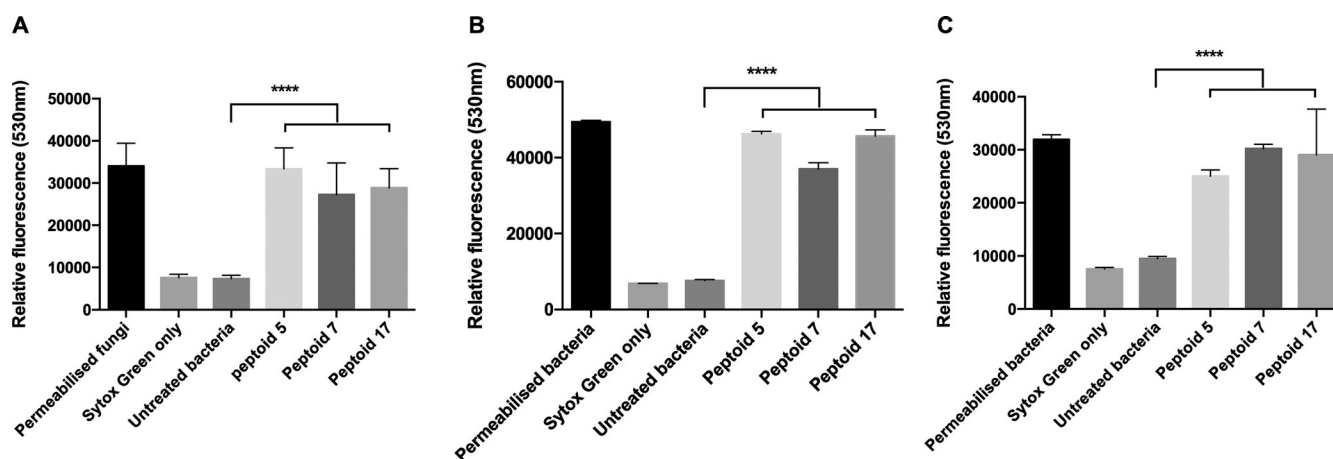 A
Relative fluorescence (530nm)
50000
40000
30000
20000
10000
0
****
Permeabilised fungi
Sytox Green only
Untreated bacteria
peptoid 5
Peptoid 7
Peptoid 17
B
Relative fluorescence (530nm)
60000
40000
20000
0
****
Permeabilised bacteria
Sytox Green only
Untreated bacteria
Peptoid 5
Peptoid 7
Peptoid 17
C
Relative fluorescence (530nm)
40000
30000
20000
10000
0
****
Permeabilised bacteria
Sytox Green only
Untreated bacteria
Peptoid 5
Peptoid 7
Peptoid 17